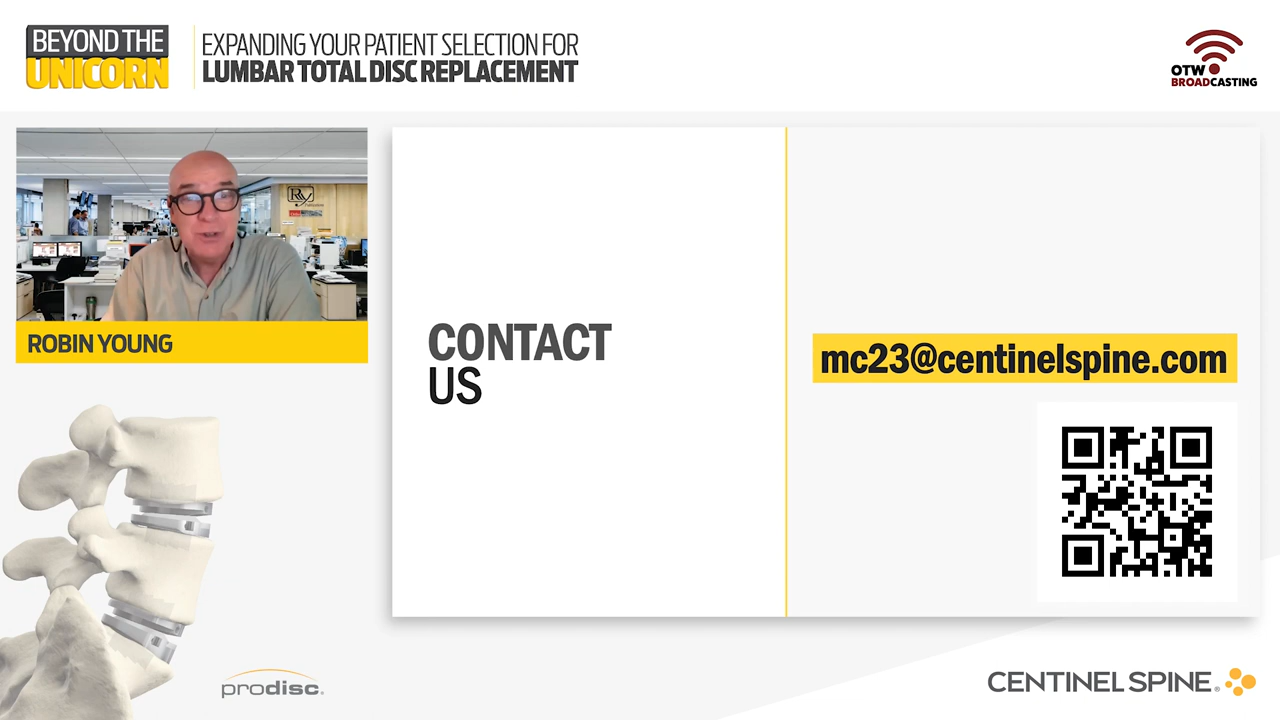 BEYOND THE
UNICORN
EXPANDING YOUR PATIENT SELECTION FOR
LUMBAR TOTAL DISC REPLACEMENT
OTW
BROADCASTING
RY
ROBIN YOUNG
CONTACT
US
mc23@centinelspine.com
prodisc®
CENTINEL SPINE®